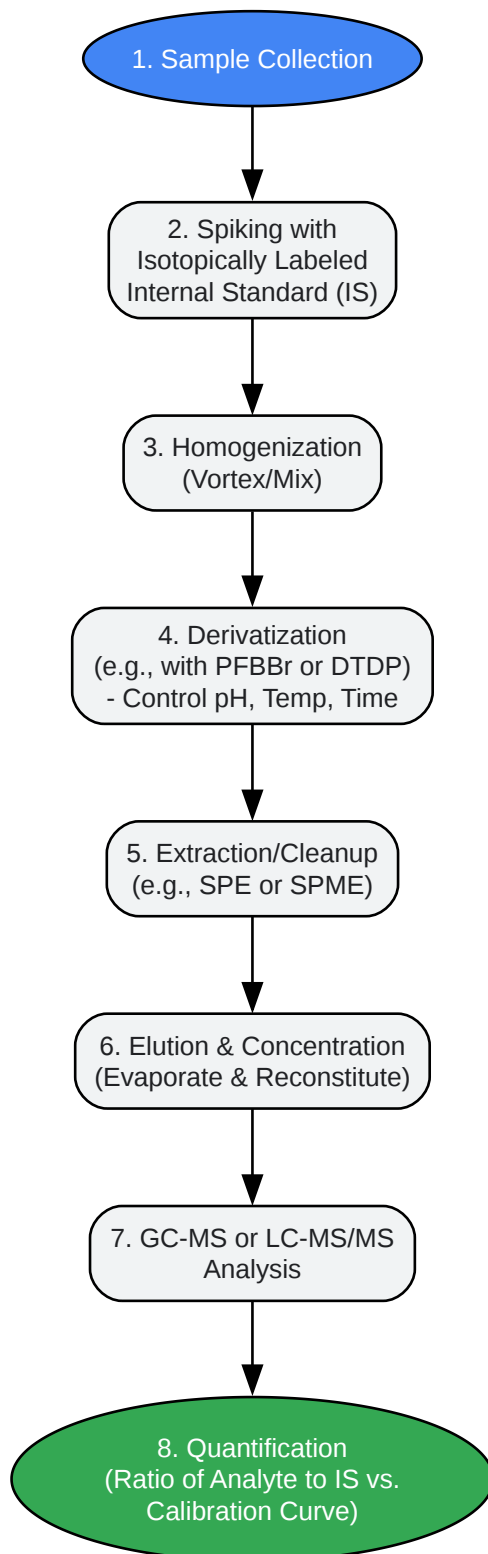 1. Sample Collection
2. Spiking with
Isotopically Labeled
Internal Standard (IS)
3. Homogenization
(Vortex/Mix)
4. Derivatization
(e.g., with PFBBr or DTDP)
- Control pH, Temp, Time
5. Extraction/Cleanup
(e.g., SPE or SPME)
6. Elution & Concentration
(Evaporate & Reconstitute)
7. GC-MS or LC-MS/MS
Analysis
8. Quantification
(Ratio of Analyte to IS vs.
Calibration Curve)